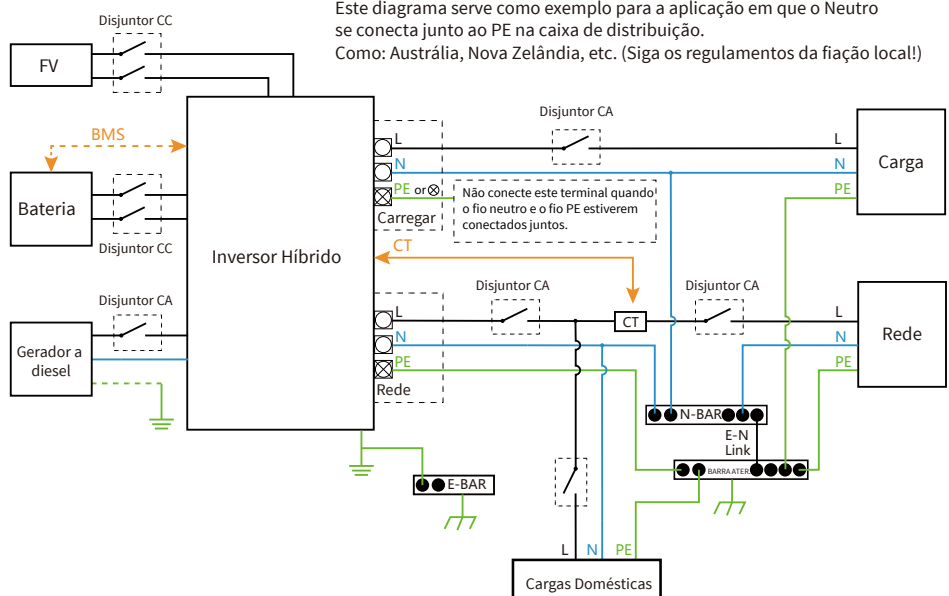 Este diagrama serve como exemplo para a aplicação em que o Neutro
se conecta junto ao PE na caixa de distribuição.
Como: Austrália, Nova Zelândia, etc. (Siga os regulamentos da fiação local!)
Disjuntor CC
FV
BMS
Bateria
Disjuntor CC
Disjuntor CA
Gerador a
diesel
Inversor Híbrido
L
N
PE or
Carregar
Não conecte este terminal quando
o fio neutro e o fio PE estiverem
conectados juntos.
Disjuntor CA
L
N
PE
Carga
CT
Disjuntor CA
CT
Disjuntor CA
L
N
PE
Rede
L
N
PE
Rede
N-BAR
E-N
Link
BARRA ATER.
E-BAR
L
N
PE
Cargas Domésticas